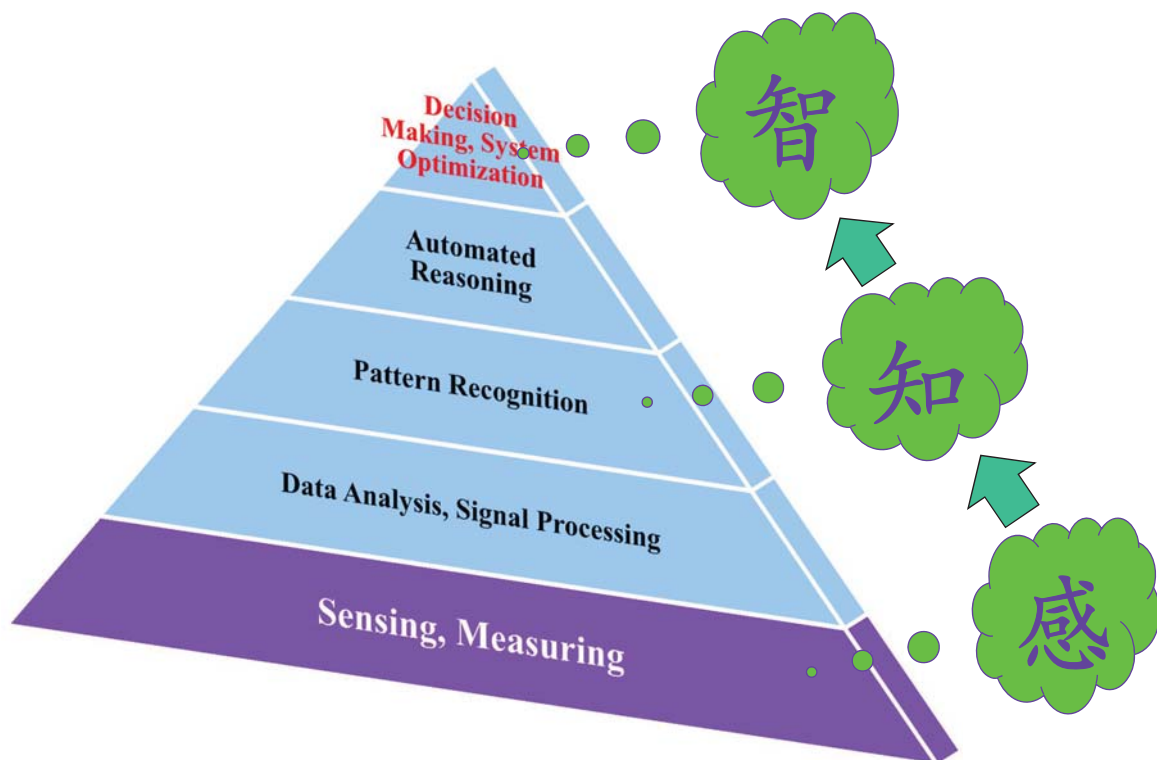 Decision
Making, System
Optimization
智
Automated
Reasoning
Pattern Recognition
知
Data Analysis, Signal Processing
Sensing, Measuring
感